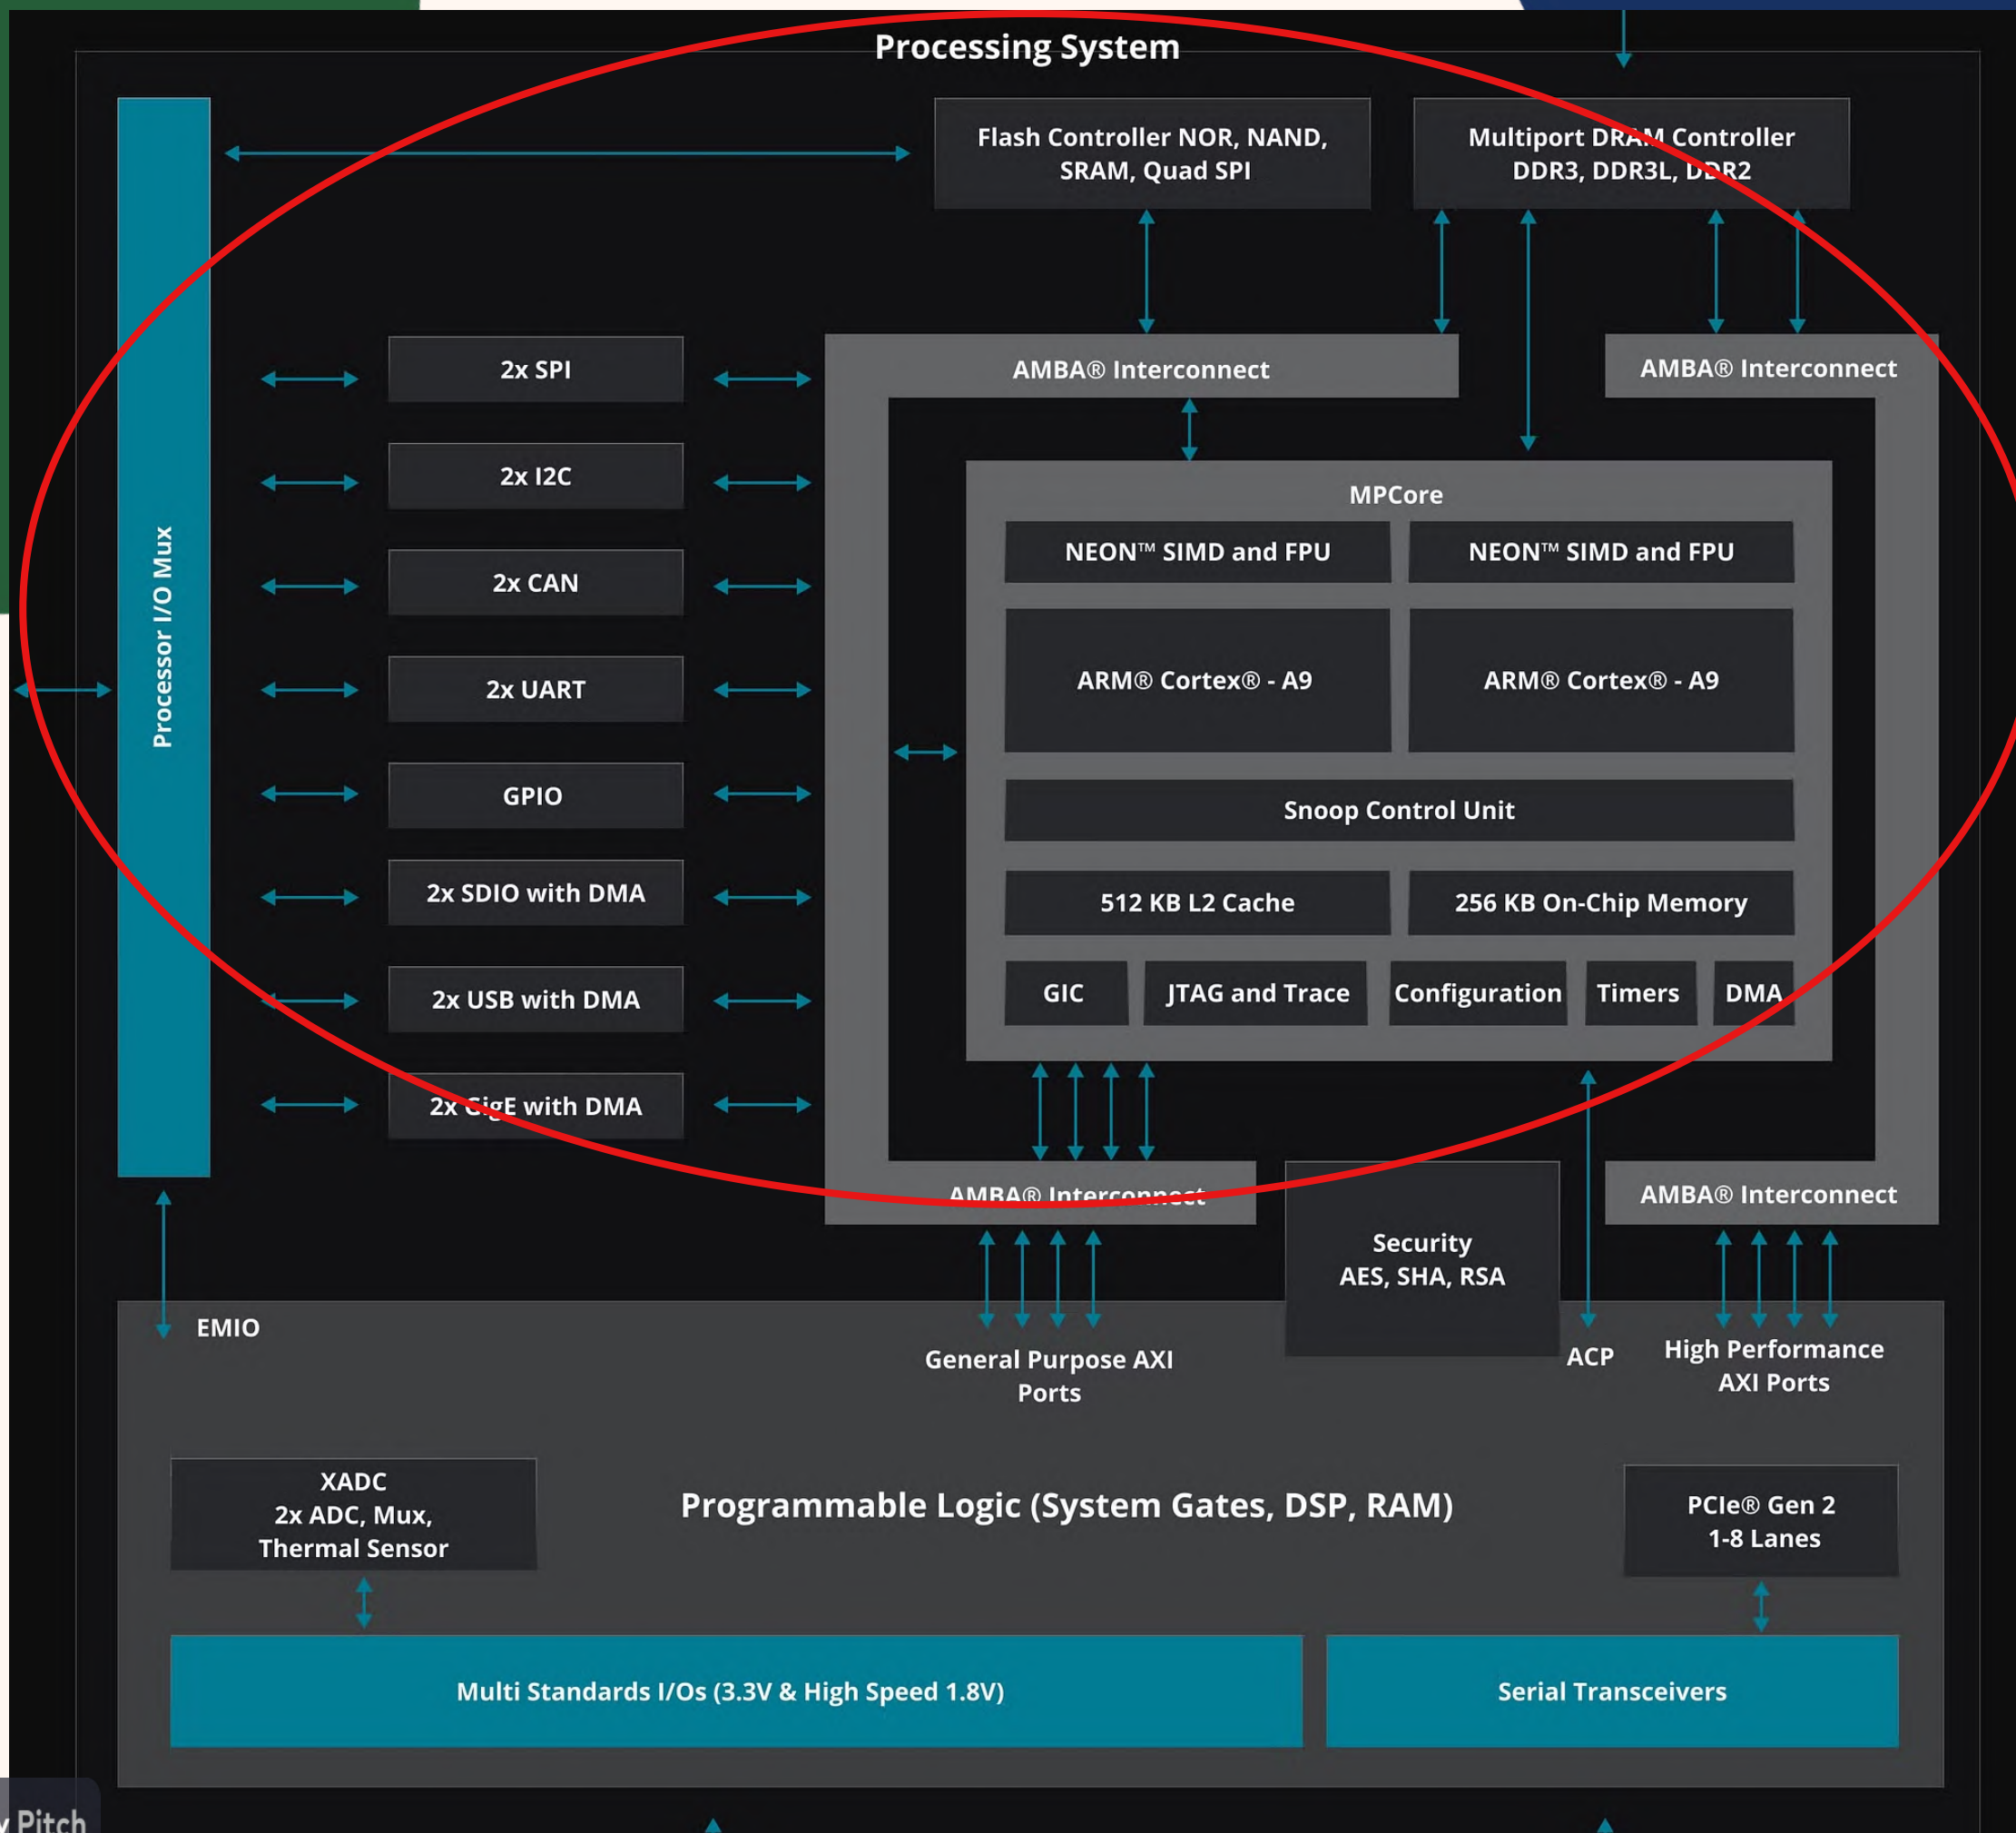 Processing System
Flash Controller NOR, NAND,
SRAM, Quad SPI
Multiport DRAM Controller
DDR3, DDR3L, DDR2
Processor I/O Mux
2x SPI
2x I2C
2x CAN
2x UART
GPIO
2x SDIO with DMA
2x USB with DMA
2x GigE with DMA
AMBA® Interconnect
AMBA® Interconnect
MPCore
NEON™ SIMD and FPU
NEON™ SIMD and FPU
ARM® Cortex® - A9
ARM® Cortex® - A9
Snoop Control Unit
512 KB L2 Cache
256 KB On-Chip Memory
GIC
JTAG and Trace
Configuration
Timers
DMA
AMBA® Interconnect
Security
AES, SHA, RSA
AMBA® Interconnect
EMIO
General Purpose AXI
Ports
ACP
High Performance
AXI Ports
XADC
2x ADC, Mux,
Thermal Sensor
Programmable Logic (System Gates, DSP, RAM)
PCIe® Gen 2
1-8 Lanes
Multi Standards I/Os (3.3V & High Speed 1.8V)
Serial Transceivers
Pitch